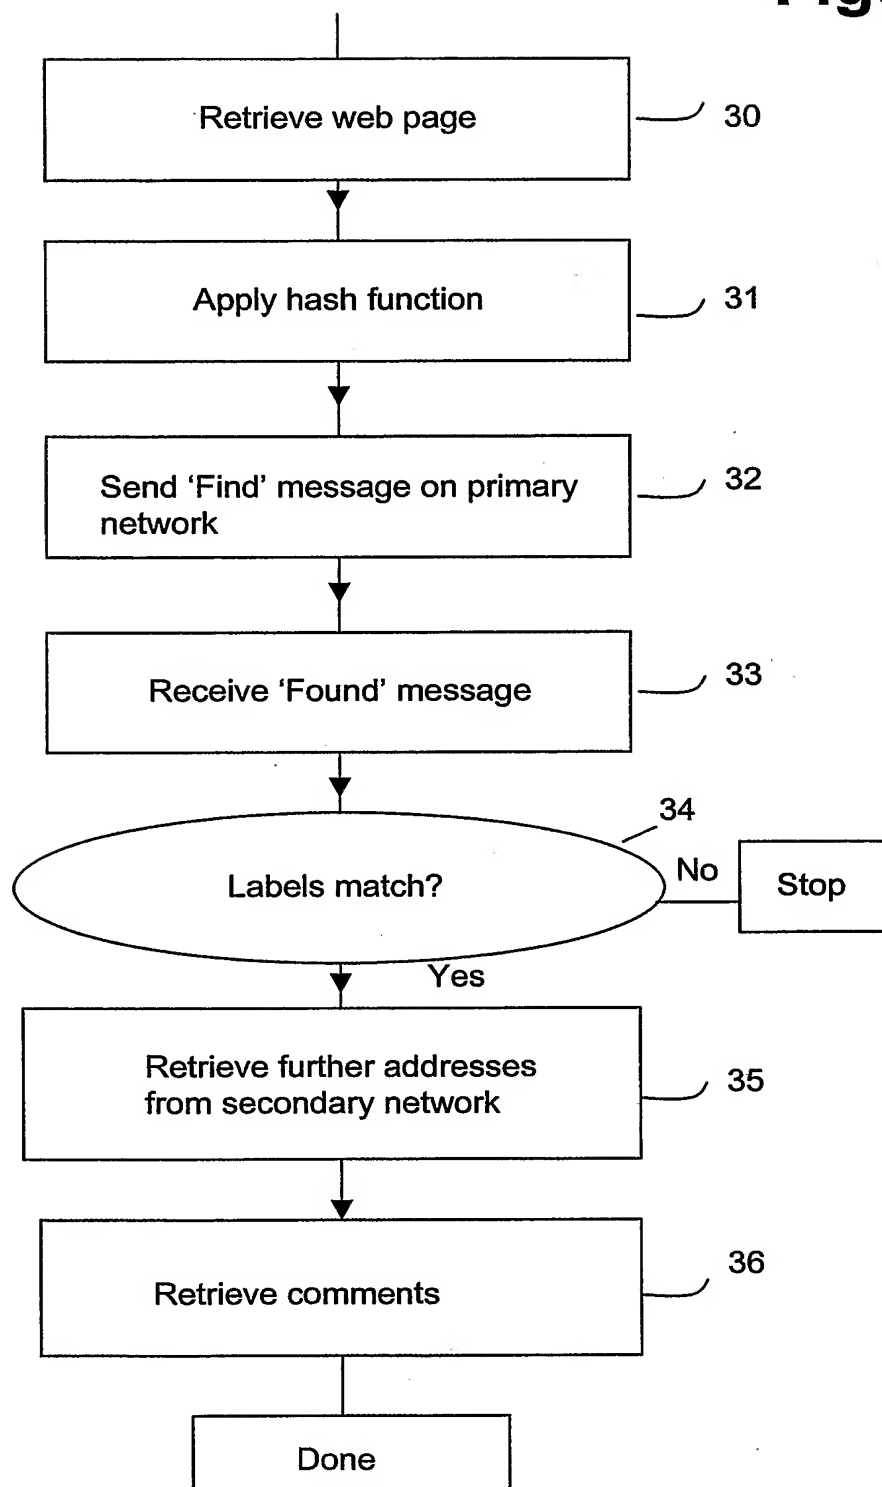 Retrieve web page
30
Apply hash function
31
Send ‘Find’ message on primary
network
32
Receive ‘Found’ message
33
34
Labels match?
No
Stop
Yes
Retrieve further addresses
from secondary network
35
Retrieve comments
36
Done